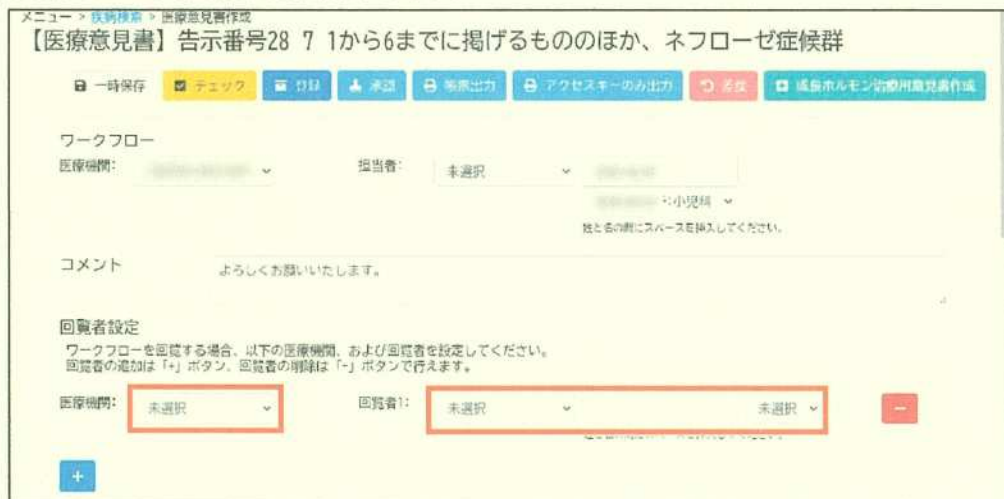 メニュー > 疾病検索 > 医療意見書作成
【医療意見書】告示番号28 7 1から6までに掲げるもののほか、ネフローゼ症候群
一時保存 チェック 登録 承認 帳票出力 アクセスキーのみ出力 差戻 成長ホルモン治療用意見書作成
ワークフロー
医療機関: 担当者: 未選択
小児科
姓と名の間にスペースを挿入してください。
コメント よろしくお願いいたします。
回覧者設定
ワークフローを回覧する場合、以下の医療機関、および回覧者を設定してください。
回覧者の追加は「+」ボタン、回覧者の削除は「-」ボタンで行えます。
医療機関: 未選択 回覧者1: 未選択 未選択 -
+